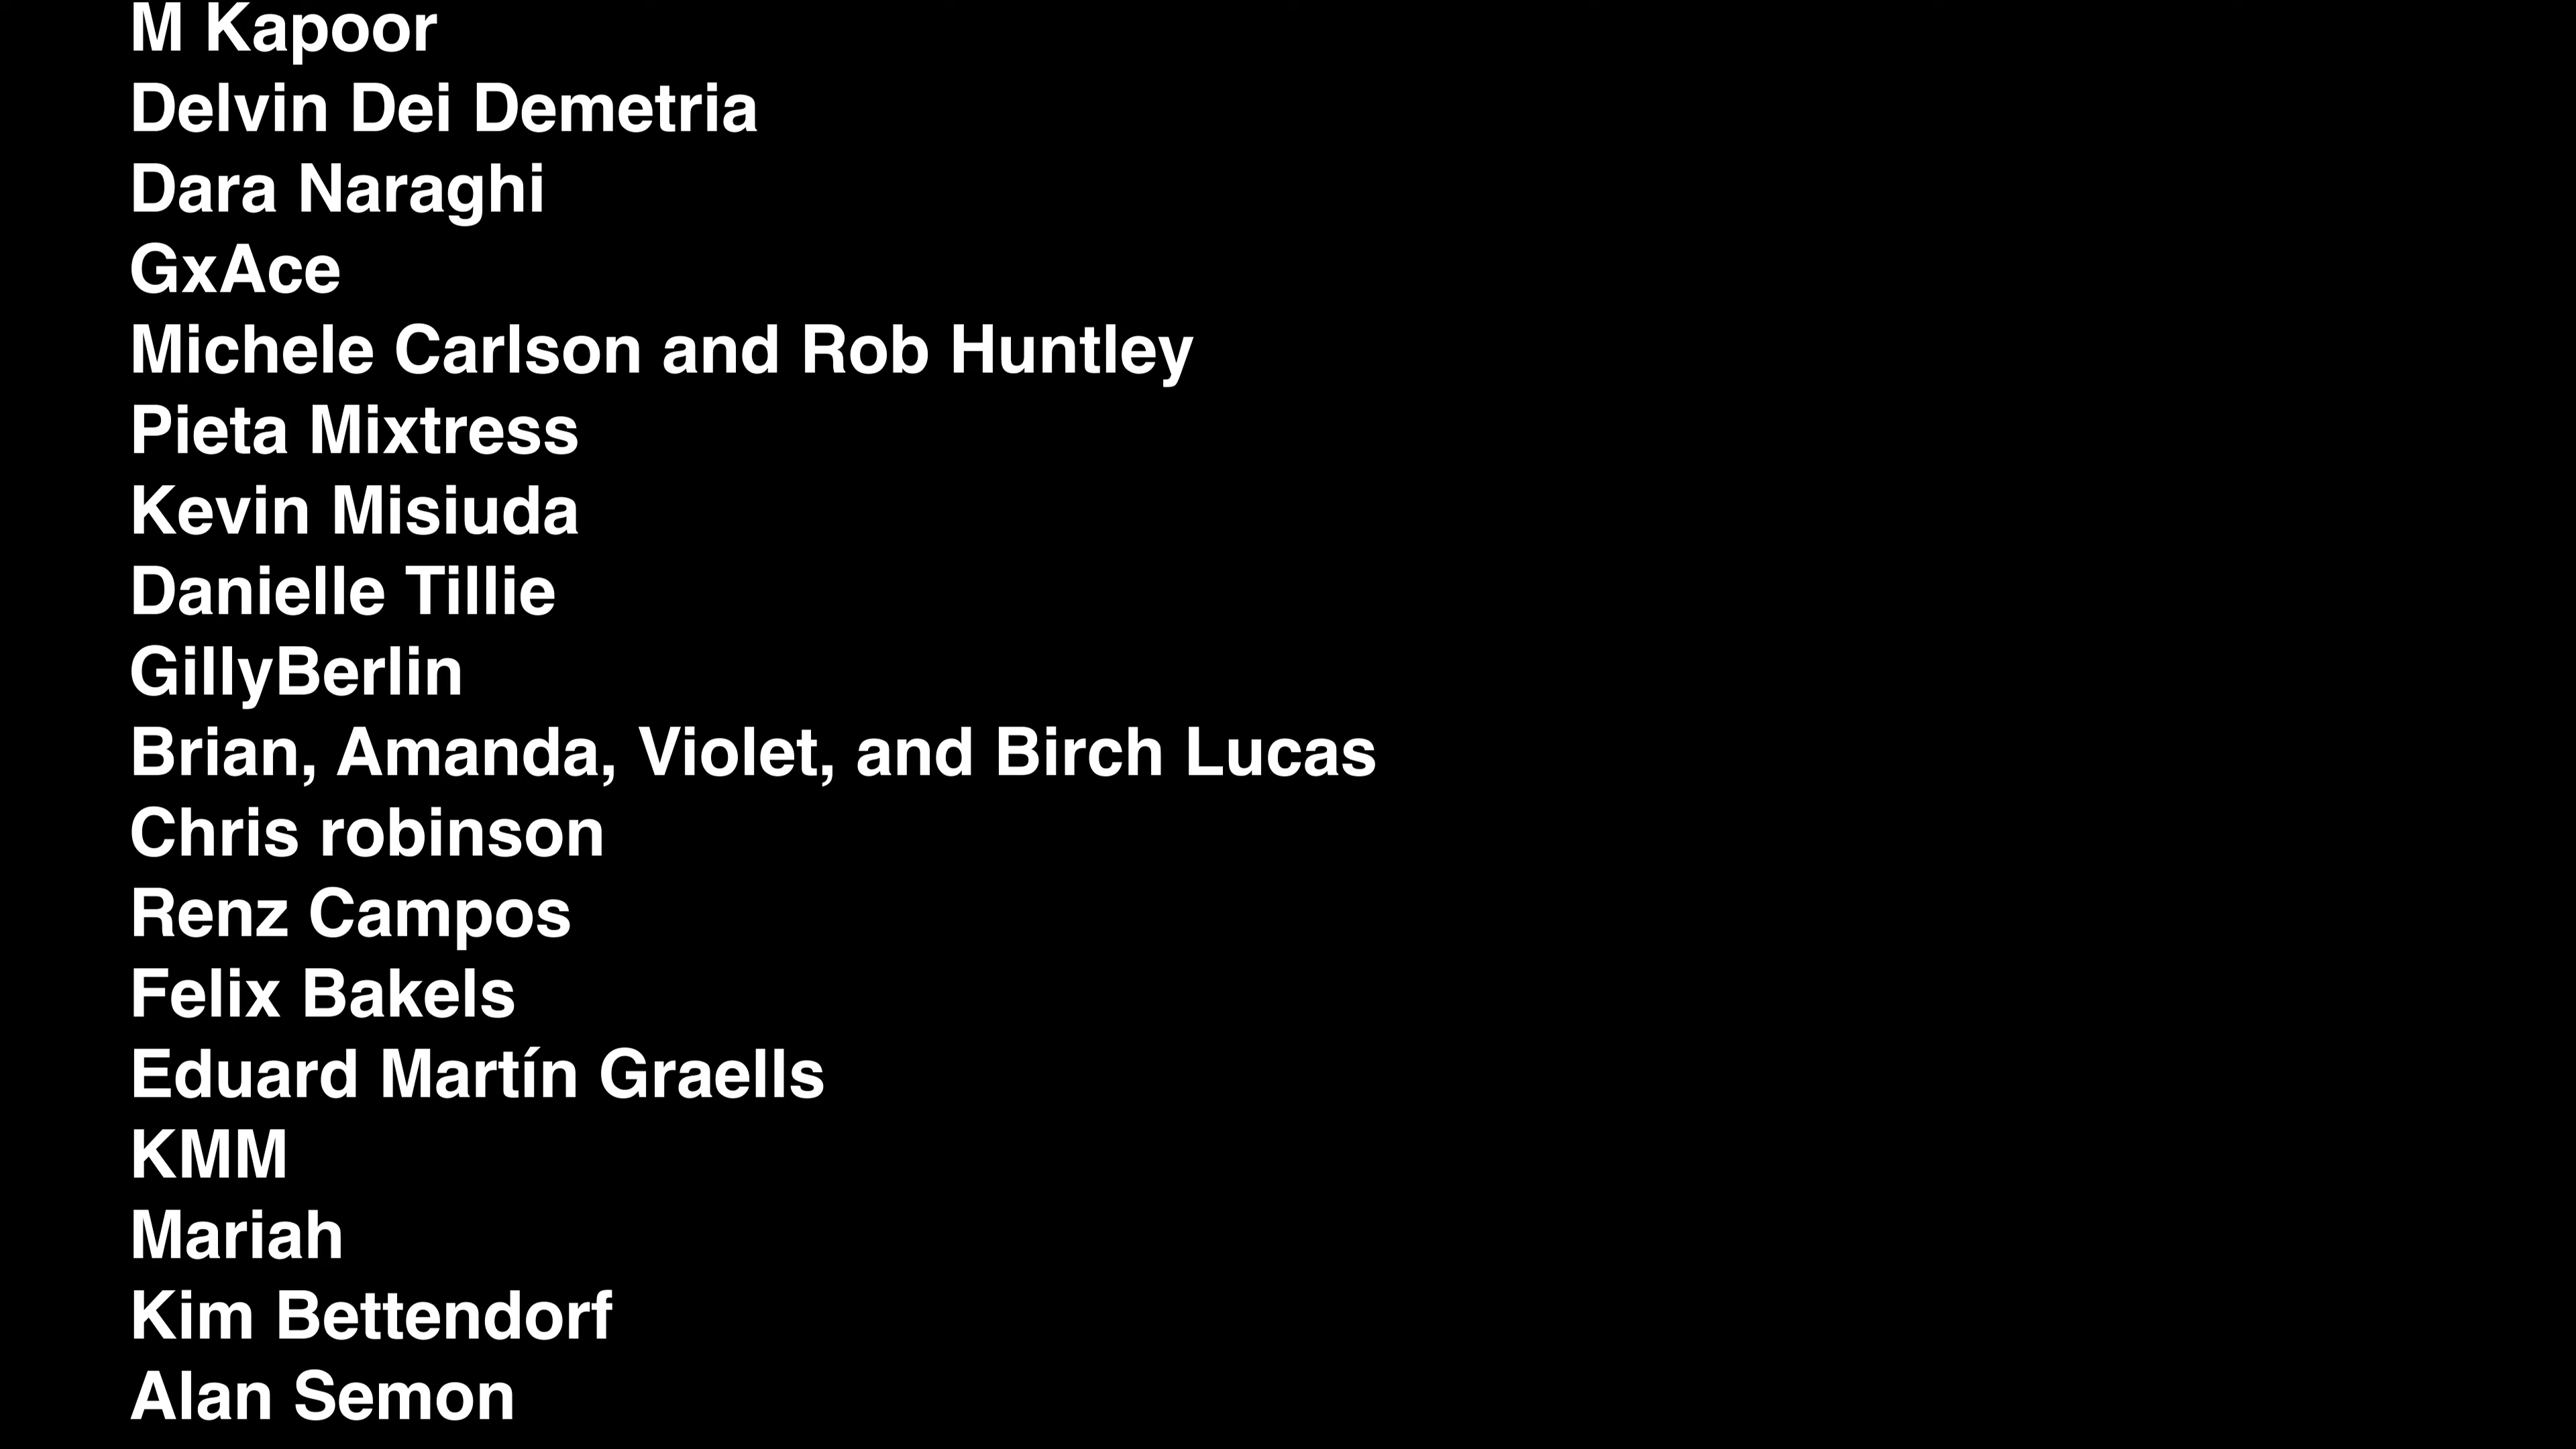 M Kapoor
Delvin Dei Demetria
Dara Naraghi
GxAce
Michele Carlson and Rob Huntley
Pieta Mixtress
Kevin Misiuda
Danielle Tillie
GillyBerlin
Brian, Amanda, Violet, and Birch Lucas
Chris robinson
Renz Campos
Felix Bakels
Eduard Martín Graells
KMM
Mariah
Kim Bettendorf
Alan Semon